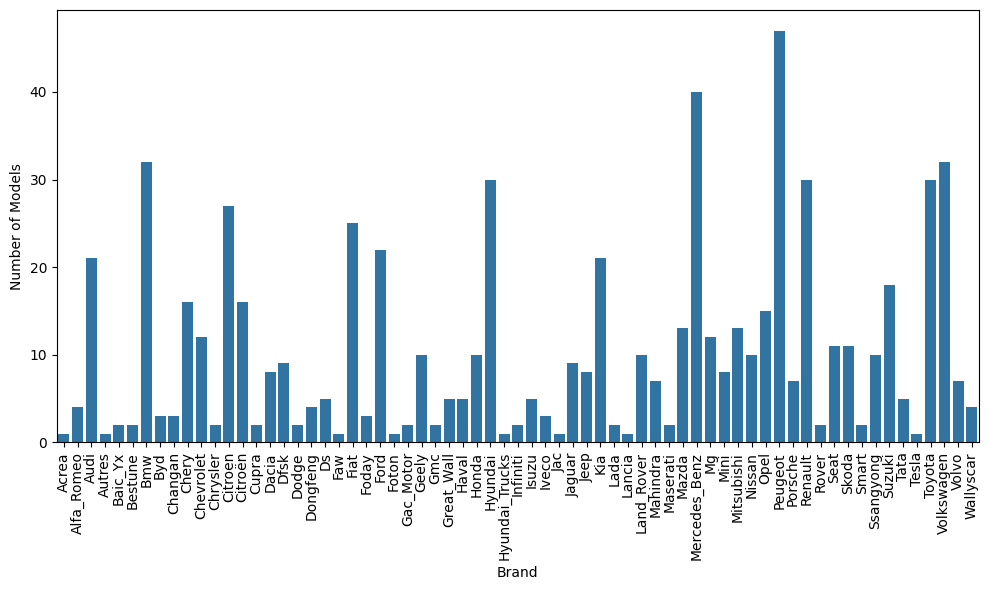 Number of Models
40
30
20
10
0
Acrea
Alfa_Romeo
Audi
Autres
Baic_Yx
Bestune
Bmw
Byd
Changan
Chery
Chevrolet
Chrysler
Citroen
Citroën
Cupra
Dacia
Dfsk
Dodge
Dongfeng
Ds
Faw
Fiat
Foday
Ford
Foton
Gac_Motor
Geely
Gmc
Great_Wall
Haval
Honda
Hyundai
Hyundai_Trucks
Infiniti
Isuzu
Iveco
Jac
Jaguar
Jeep
Kia
Lada
Lancia
Land_Rover
Mahindra
Maserati
Mazda
Mercedes_Benz
Mg
Mini
Mitsubishi
Nissan
Opel
Peugeot
Porsche
Renault
Rover
Seat
Skoda
Smart
Ssangyong
Suzuki
Tata
Tesla
Toyota
Volkswagen
Volvo
Wallyscar
Brand